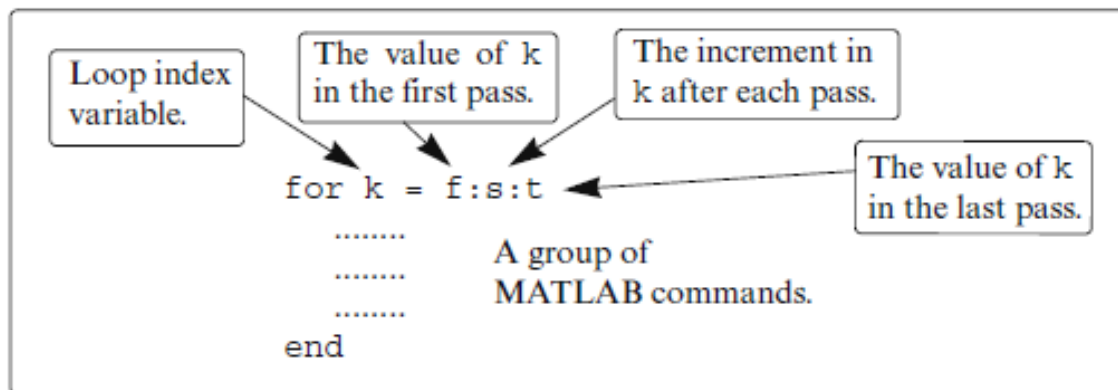 Loop index
variable.
The value of k
in the first pass.
The increment in
k after each pass.
The value of k
in the last pass.
for k = f:s:t
........
........
........
A group of
MATLAB commands.
end